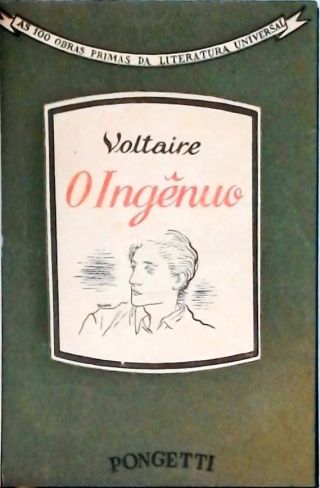 AS 100 OBRAS PRIMAS DA LITERATURA UNIVERSAL
Voltaire
O Ingênuo
PONGETTI